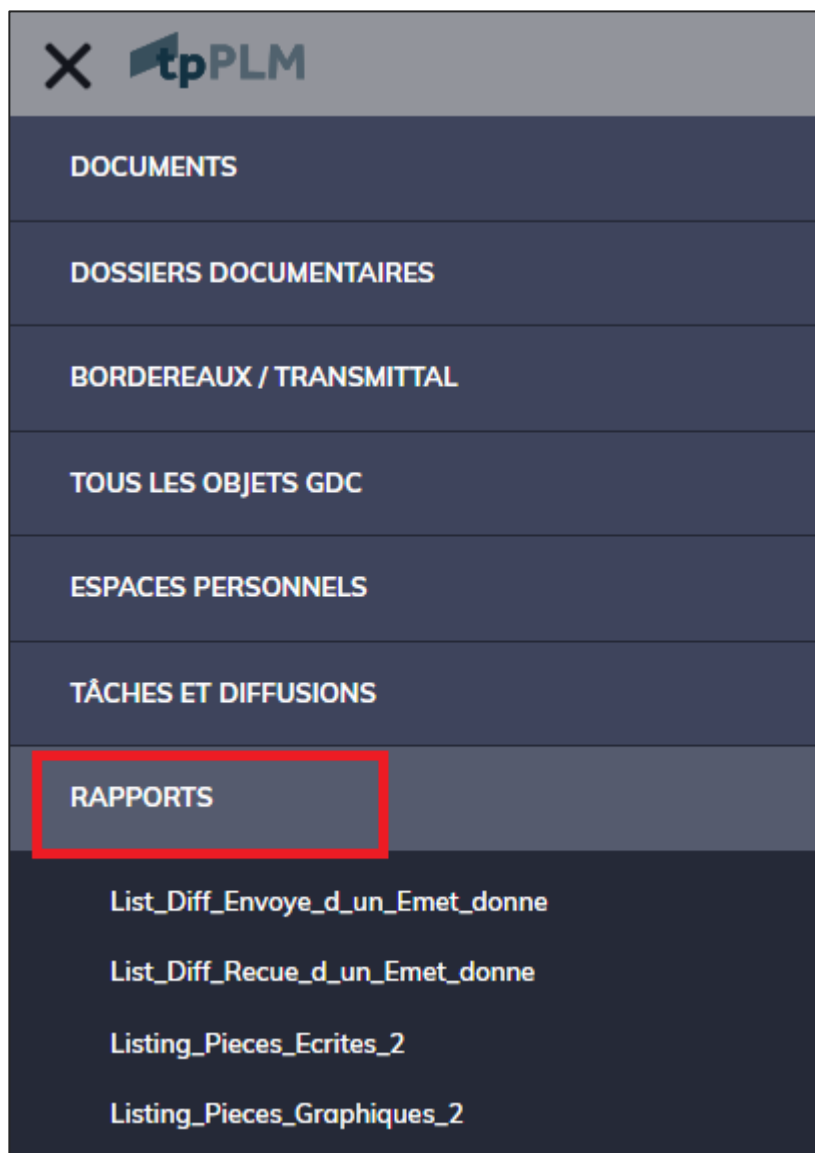 tpPLM
DOCUMENTS
DOSSIERS DOCUMENTAIRES
BORDEREAUX / TRANSMITTAL
TOUS LES OBJETS GDC
ESPACES PERSONNELS
TÂCHES ET DIFFUSIONS
RAPPORTS
List_Diff_Envoye_d_un_Emet_donne
List_Diff_Recue_d_un_Emet_donne
Listing_Pieces_Ecrites_2
Listing_Pieces_Graphiques_2